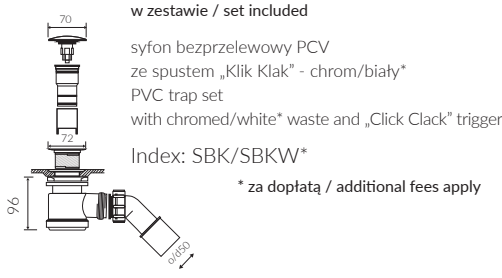 w zestawie / set included
70
syfon bezprzelewowy PCV
ze spustem „Klik Klak” - chrom/biały*
PVC trap set
with chromed/white* waste and „Click Clack” trigger
72
Index: SBK/SBKW*
* za dopłatą / additional fees apply
96
o/d50